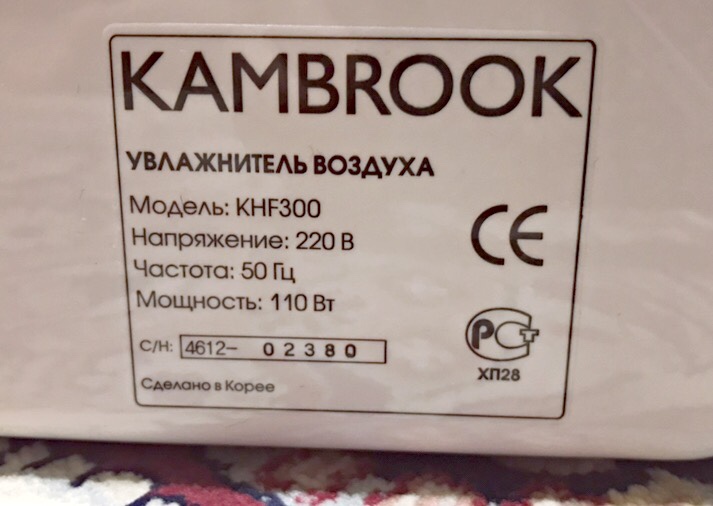 KAMBROOK
УВЛАЖНИТЕЛЬ ВОЗДУХА
Модель: KHF300
Напряжение: 220 В
Частота: 50 Гц
Мощность: 110 Вт
С/Н: 4612- 02380
Сделано в Корее
CE
РСТ
ХП28